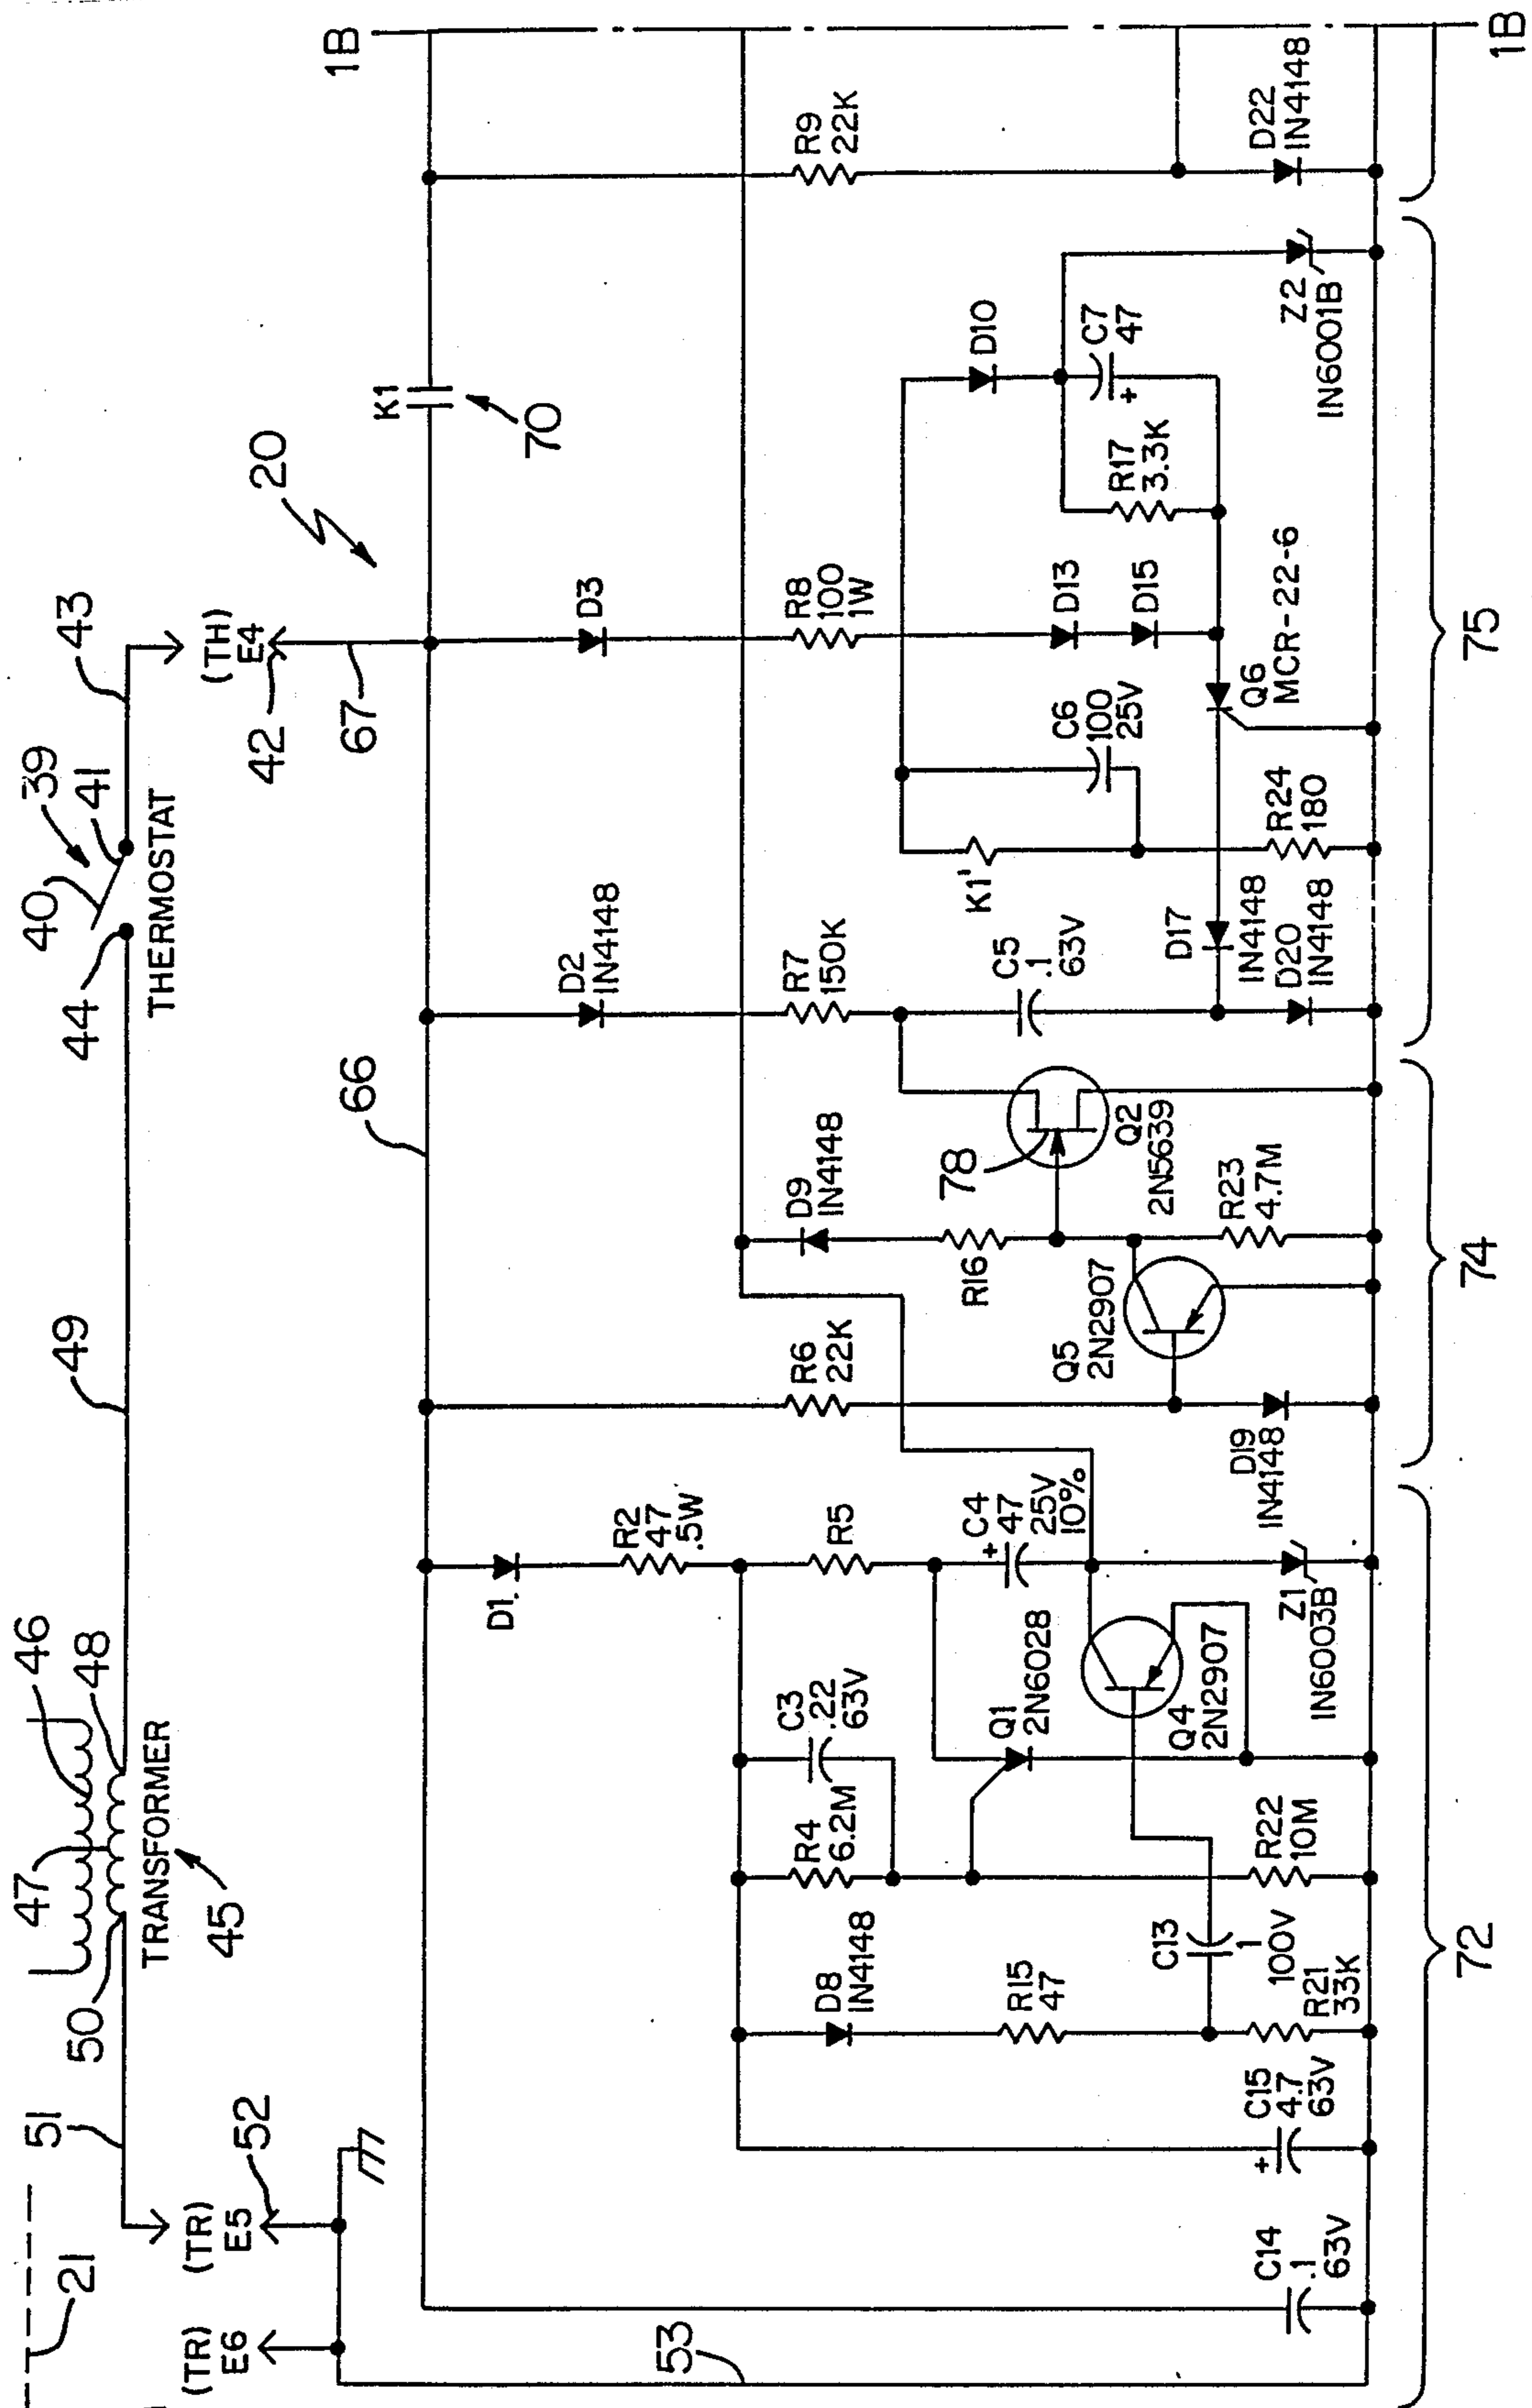 21
51
50
47
46
48
TRANSFORMER
45
49
44
40
39
41
THERMOSTAT
43
(TR)
E6
(TR)
E5
52
53
(TH)
E4
42
67
66
20
K1
70
1B
D1
R2
47
.5W
R5
C4
47
25V
10%
C3
.22
63V
R4
6.2M
Q1
2N6028
Q4
2N2907
Z1
IN6003B
D8
IN4148
R15
47
C13
.1
100V
R21
33K
R22
10M
C15
4.7
63V
C14
.1
63V
72
R6
22K
D19
IN4148
Q5
2N2907
D9
IN4148
R16
78
Q2
2N5639
R23
4.7M
74
D2
IN4148
R7
150K
C5
.1
63V
D17
IN4148
D20
IN4148
K1'
C6
100
25V
R24
180
D3
R8
100
1W
D13
D15
Q6
MCR-22-6
R17
3.3K
D10
C7
47
Z2
IN6001B
75
R9
22K
D22
IN4148
1B